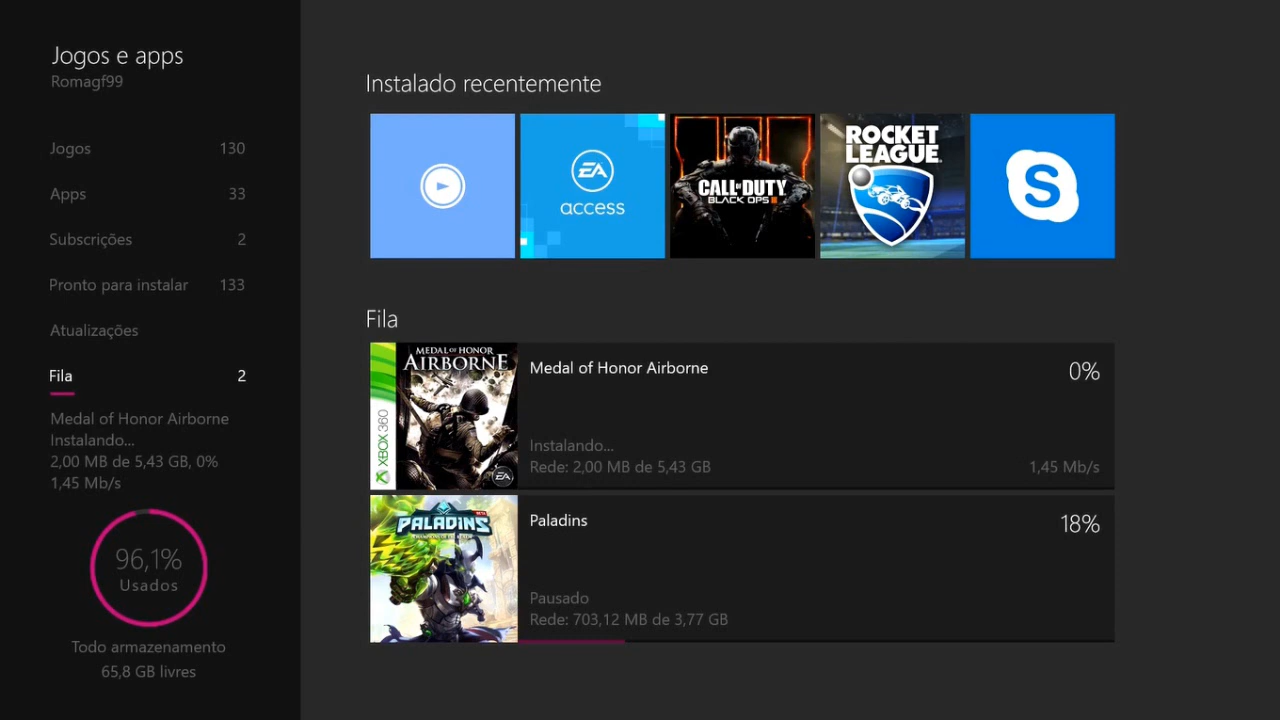 Jogos e apps
Romagf99
Jogos 130
Apps 33
Subscrições 2
Pronto para instalar 133
Atualizações
Fila 2
Medal of Honor Airborne
Instalando...
2,00 MB de 5,43 GB, 0%
1,45 Mb/s
96,1%
Usados
Todo armazenamento
65,8 GB livres
Instalado recentemente
EA
access
CALL OF DUTY
BLACK OPS III
ROCKET
LEAGUE
S
Fila
XBOX 360
MEDAL OF HONOR
AIRBORNE
EA
Medal of Honor Airborne 0%
Instalando...
Rede: 2,00 MB de 5,43 GB 1,45 Mb/s
PALADINS
Paladins 18%
Pausado
Rede: 703,12 MB de 3,77 GB